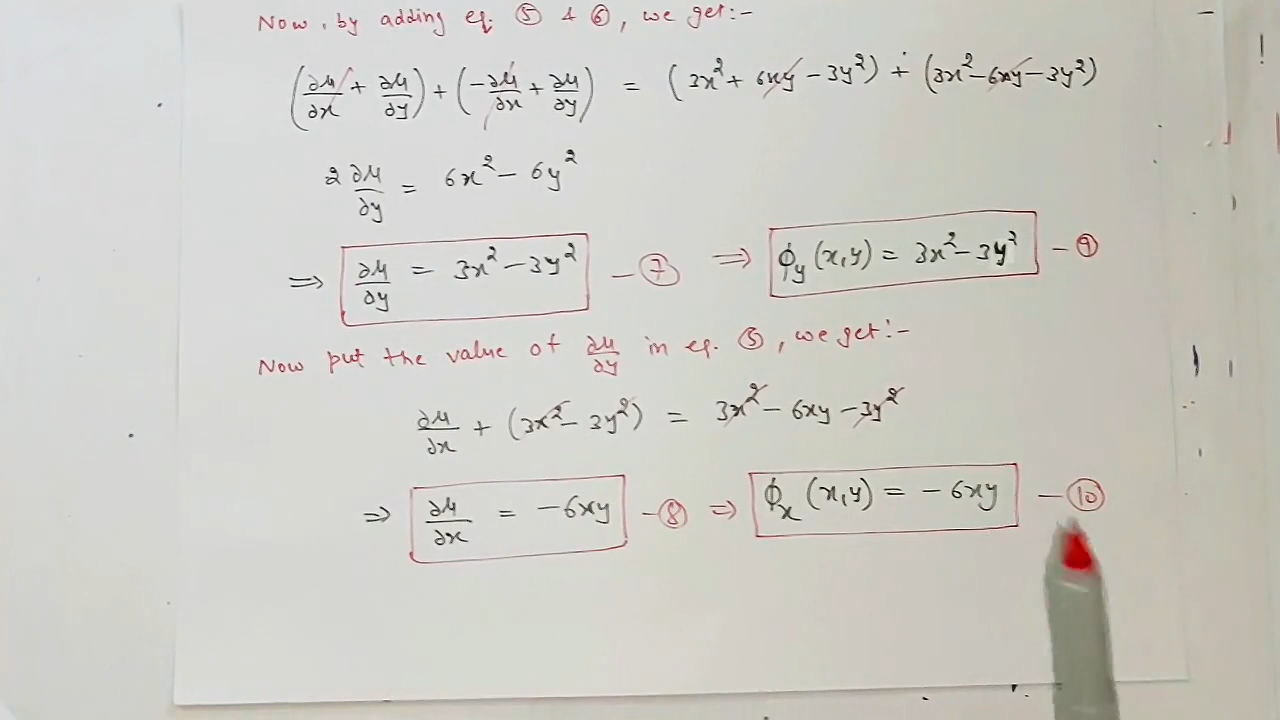 Now, by adding eq. ⑤ & ⑥, we get:-
(∂u/∂x + ∂u/∂y) + (-∂u/∂x + ∂u/∂y) = (3x² + 6xy - 3y²) + (3x² - 6xy - 3y²)
2 ∂u/∂y = 6x² - 6y²
⇒ ∂u/∂y = 3x² - 3y² - ⑦ ⇒ ϕy (x,y) = 3x² - 3y² - ⑨
Now put the value of ∂u/∂y in eq. ⑤, we get:-
∂u/∂x + (3x² - 3y²) = 3x² - 6xy - 3y²
⇒ ∂u/∂x = -6xy - ⑧ ⇒ ϕx (x,y) = -6xy - ⑩